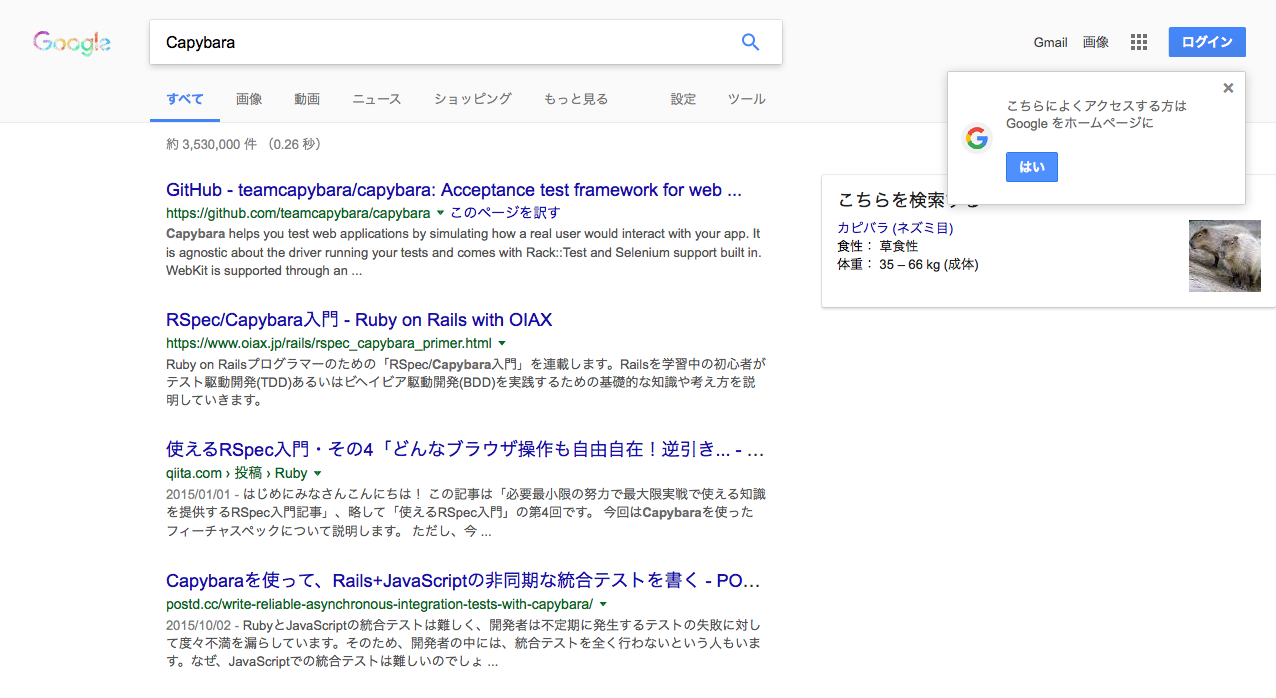 Google
Capybara
Gmail 画像 ログイン
すべて 画像 動画 ニュース ショッピング もっと見る 設定 ツール
こちらによくアクセスする方は
Google をホームページに
はい
約 3,530,000 件 （0.26 秒）
GitHub - teamcapybara/capybara: Acceptance test framework for web ...
https://github.com/teamcapybara/capybara ▼ このページを訳す
Capybara helps you test web applications by simulating how a real user would interact with your app. It
is agnostic about the driver running your tests and comes with Rack::Test and Selenium support built in.
WebKit is supported through an ...
RSpec/Capybara入門 - Ruby on Rails with OIAX
https://www.oiax.jp/rails/rspec_capybara_primer.html ▼
Ruby on Railsプログラマーのための「RSpec/Capybara入門」を連載します。Railsを学習中の初心者が
テスト駆動開発(TDD)あるいはビヘイビア駆動開発(BDD)を実践するための基礎的な知識や考え方を説
明していきます。
使えるRSpec入門・その4「どんなブラウザ操作も自由自在！逆引き... - ...
qiita.com › 投稿 › Ruby ▼
2015/01/01 - はじめにみなさんこんにちは！ この記事は「必要最小限の努力で最大限実戦で使える知識
を提供するRSpec入門記事」、略して「使えるRSpec入門」の第4回です。 今回はCapybaraを使った
フィーチャスペックについて説明します。 ただし、今 ...
Capybaraを使って、Rails+JavaScriptの非同期な統合テストを書く - PO...
postd.cc/write-reliable-asynchronous-integration-tests-with-capybara/ ▼
2015/10/02 - RubyとJavaScriptの統合テストは難しく、開発者は不定期に発生するテストの失敗に対し
て度々不満を漏らしています。そのため、開発者の中には、統合テストを全く行わないという人もいま
す。なぜ、JavaScriptでの統合テストは難しいのでしょ ...
こちらを検索する
カピバラ (ネズミ目)
食性： 草食性
体重： 35 – 66 kg (成体)